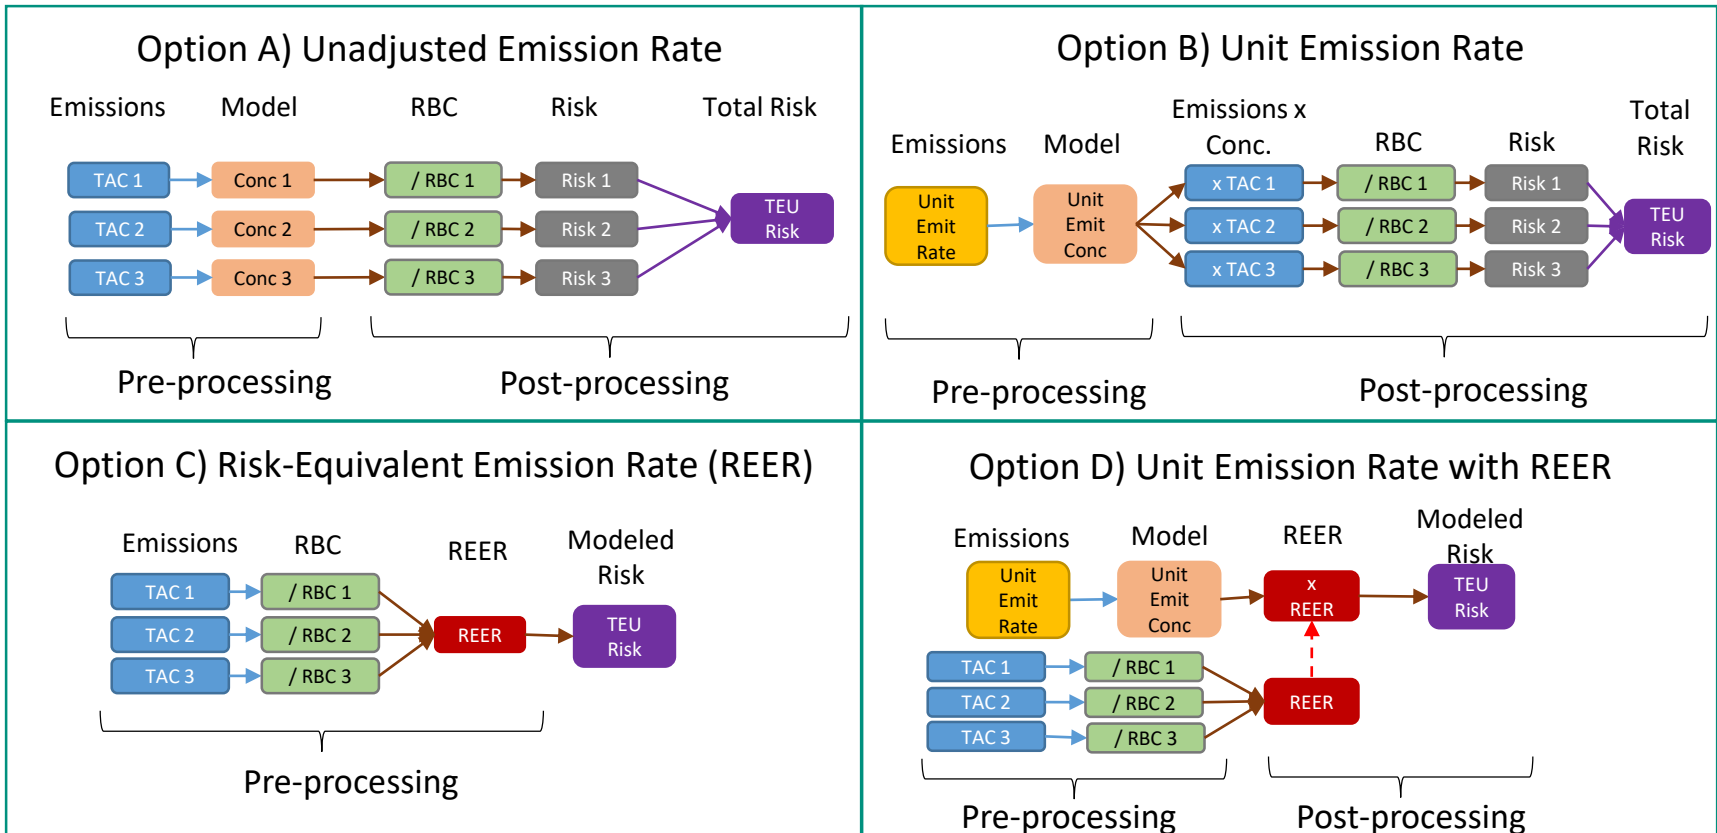 Option A) Unadjusted Emission Rate
Emissions Model RBC Risk Total Risk
TAC 1 Conc 1 / RBC 1 Risk 1
TAC 2 Conc 2 / RBC 2 Risk 2
TEU
Risk
TAC 3 Conc 3 / RBC 3 Risk 3
Pre-processing Post-processing
Option B) Unit Emission Rate
Emissions
Model
Emissions x
Conc.
RBC
Risk
Total
Risk
Unit
Emit
Rate
Unit
Emit
Conc
x TAC 1 / RBC 1 Risk 1
x TAC 2 / RBC 2 Risk 2
x TAC 3 / RBC 3 Risk 3
TEU
Risk
Pre-processing Post-processing
Option C) Risk-Equivalent Emission Rate (REER)
Emissions RBC REER
Modeled
Risk
TAC 1 / RBC 1
TAC 2 / RBC 2
TAC 3 / RBC 3
REER
TEU
Risk
Pre-processing
Option D) Unit Emission Rate with REER
Emissions Model REER
Modeled
Risk
Unit
Emit
Rate
Unit
Emit
Conc
x
REER
TEU
Risk
TAC 1 / RBC 1
TAC 2 / RBC 2
TAC 3 / RBC 3
REER
Pre-processing Post-processing